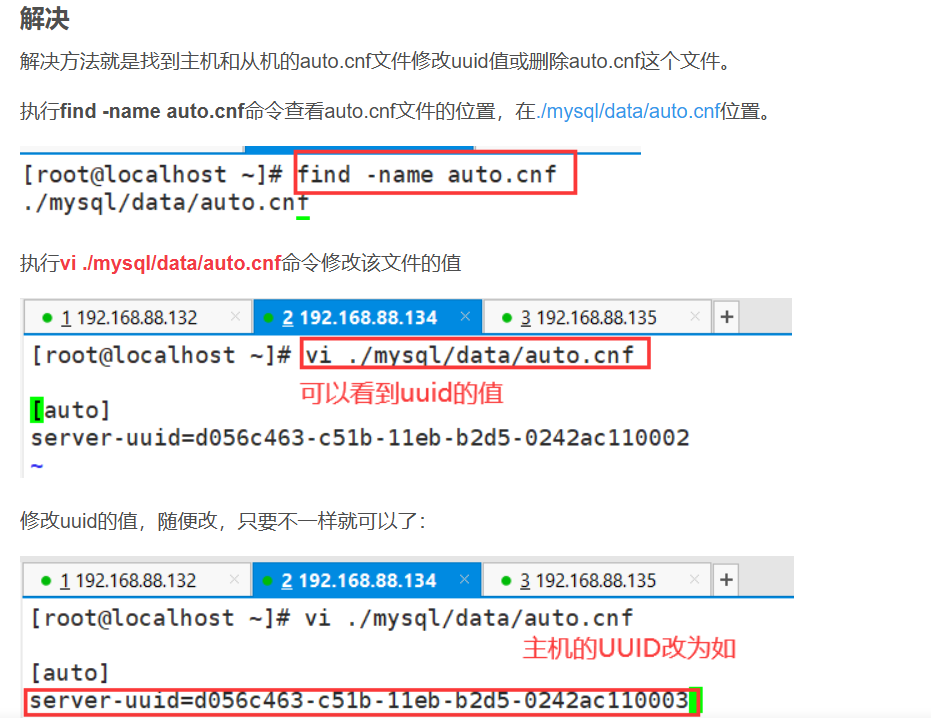 解决
解决方法就是找到主机和从机的auto.cnf文件修改uuid值或删除auto.cnf这个文件。
执行find -name auto.cnf命令查看auto.cnf文件的位置，在./mysql/data/auto.cnf位置。
[root@localhost ~]# find -name auto.cnf
./mysql/data/auto.cnf
执行vi ./mysql/data/auto.cnf命令修改该文件的值
1 192.168.88.132 × 2 192.168.88.134 × 3 192.168.88.135 × +
[root@localhost ~]# vi ./mysql/data/auto.cnf
可以看到uuid的值
[auto]
server-uuid=d056c463-c51b-11eb-b2d5-0242ac110002
~
修改uuid的值，随便改，只要不一样就可以了：
1 192.168.88.132 × 2 192.168.88.134 × 3 192.168.88.135 × +
[root@localhost ~]# vi ./mysql/data/auto.cnf
主机的UUID改为如
[auto]
server-uuid=d056c463-c51b-11eb-b2d5-0242ac110003